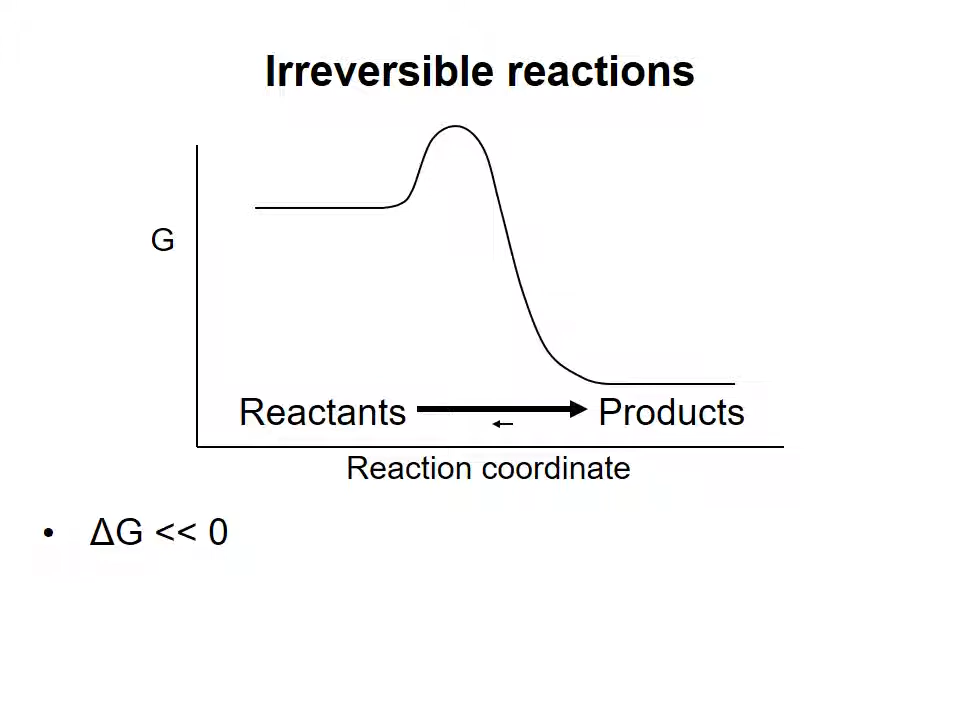 Irreversible reactions
G
Reactants Products
Reaction coordinate
• ΔG << 0